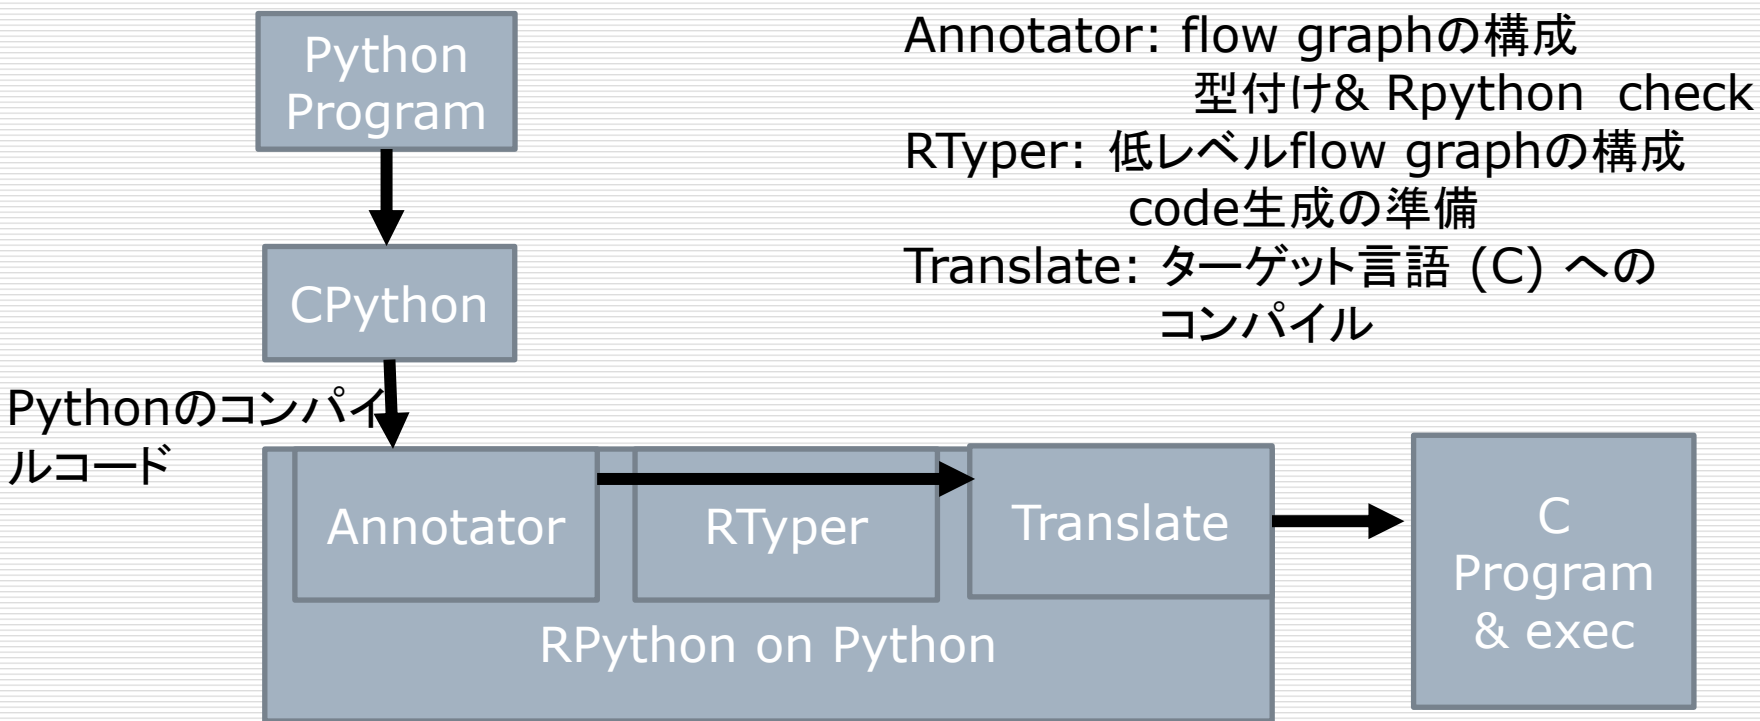 Python
Program
Annotator: flow graphの構成
型付け& Rpython check
RTyper: 低レベルflow graphの構成
code生成の準備
Translate: ターゲット言語 (C) への
コンパイル
CPython
Pythonのコンパイ
ルコード
Annotator
RTyper
Translate
RPython on Python
C
Program
& exec